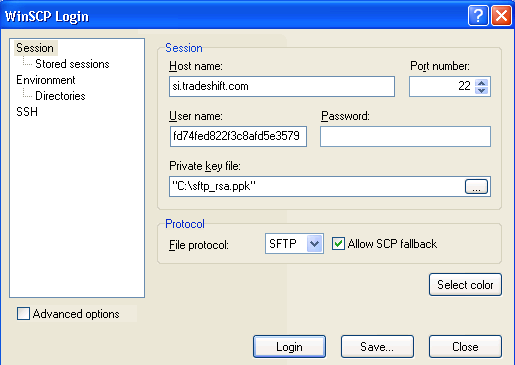 WinSCP Login
Session
Stored sessions
Environment
Directories
SSH
Session
Host name:
Port number:
si.tradeshift.com
22
User name:
Password:
fd74fed822f3c8afd5e3579
Private key file:
"C:\sftp_rsa.ppk"
...
Protocol
File protocol:
SFTP
Allow SCP fallback
Select color
Advanced options
Login
Save...
Close